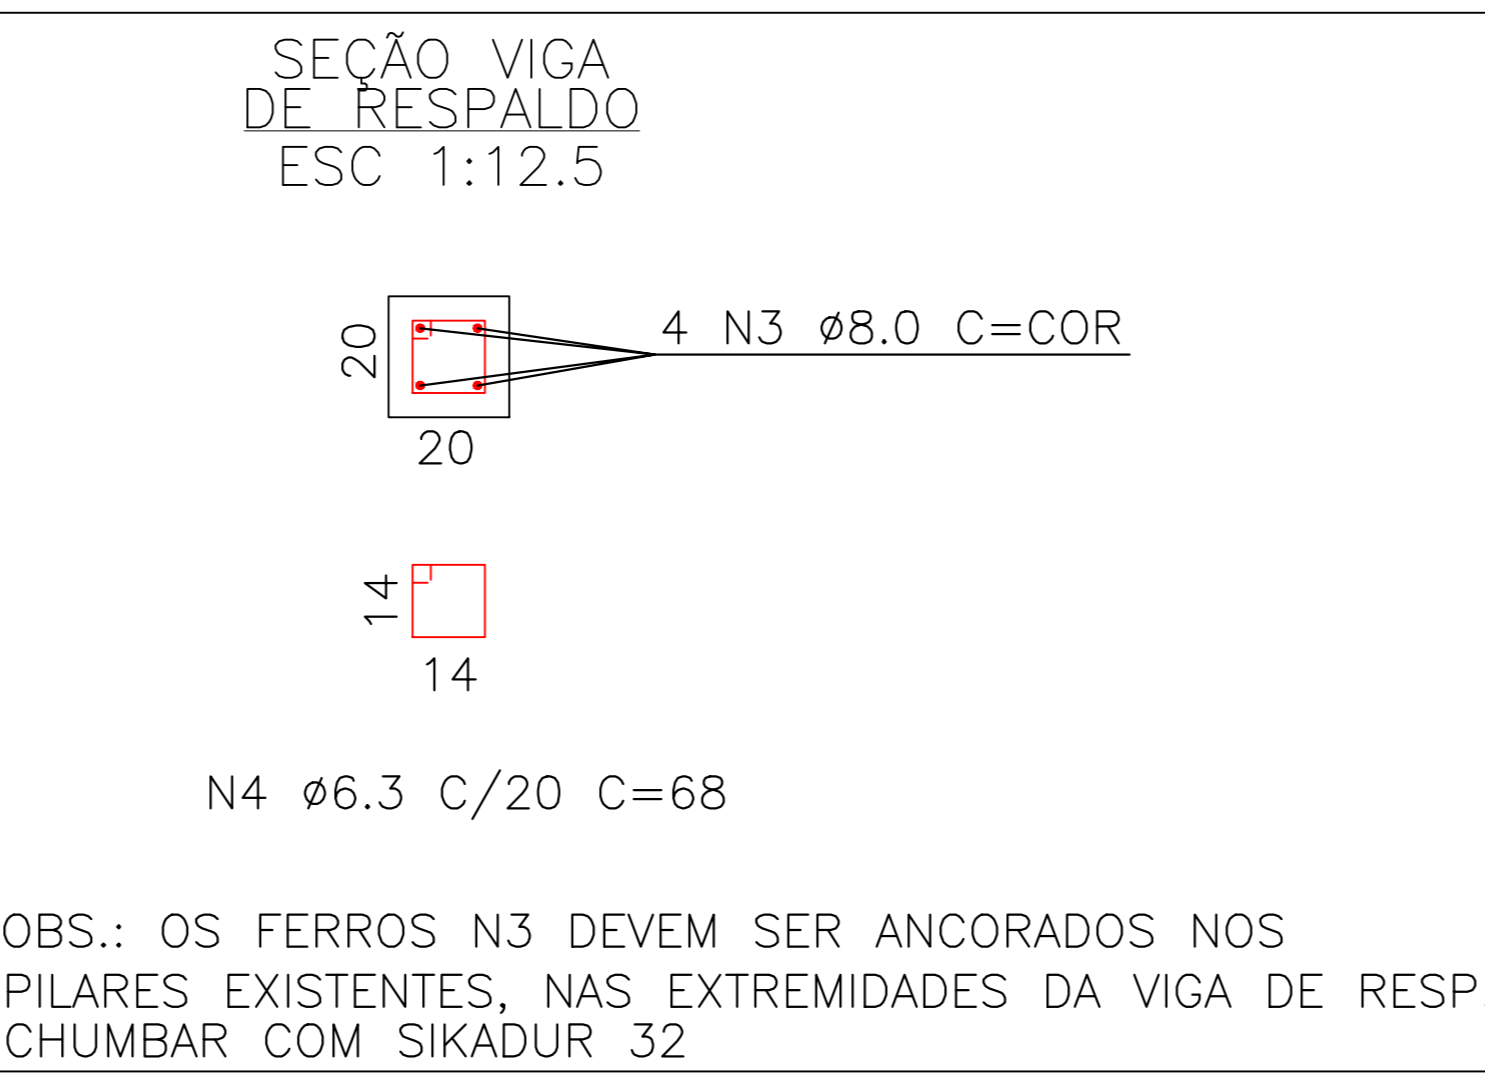 SEÇÃO VIGA
DE RESPALDO
ESC 1:12.5
4 N3 ø8.0 C=COR
20
20
14
14
N4 ø6.3 C/20 C=68
OBS.: OS FERROS N3 DEVEM SER ANCORADOS NOS
PILARES EXISTENTES, NAS EXTREMIDADES DA VIGA DE RESP.
CHUMBAR COM SIKADUR 32